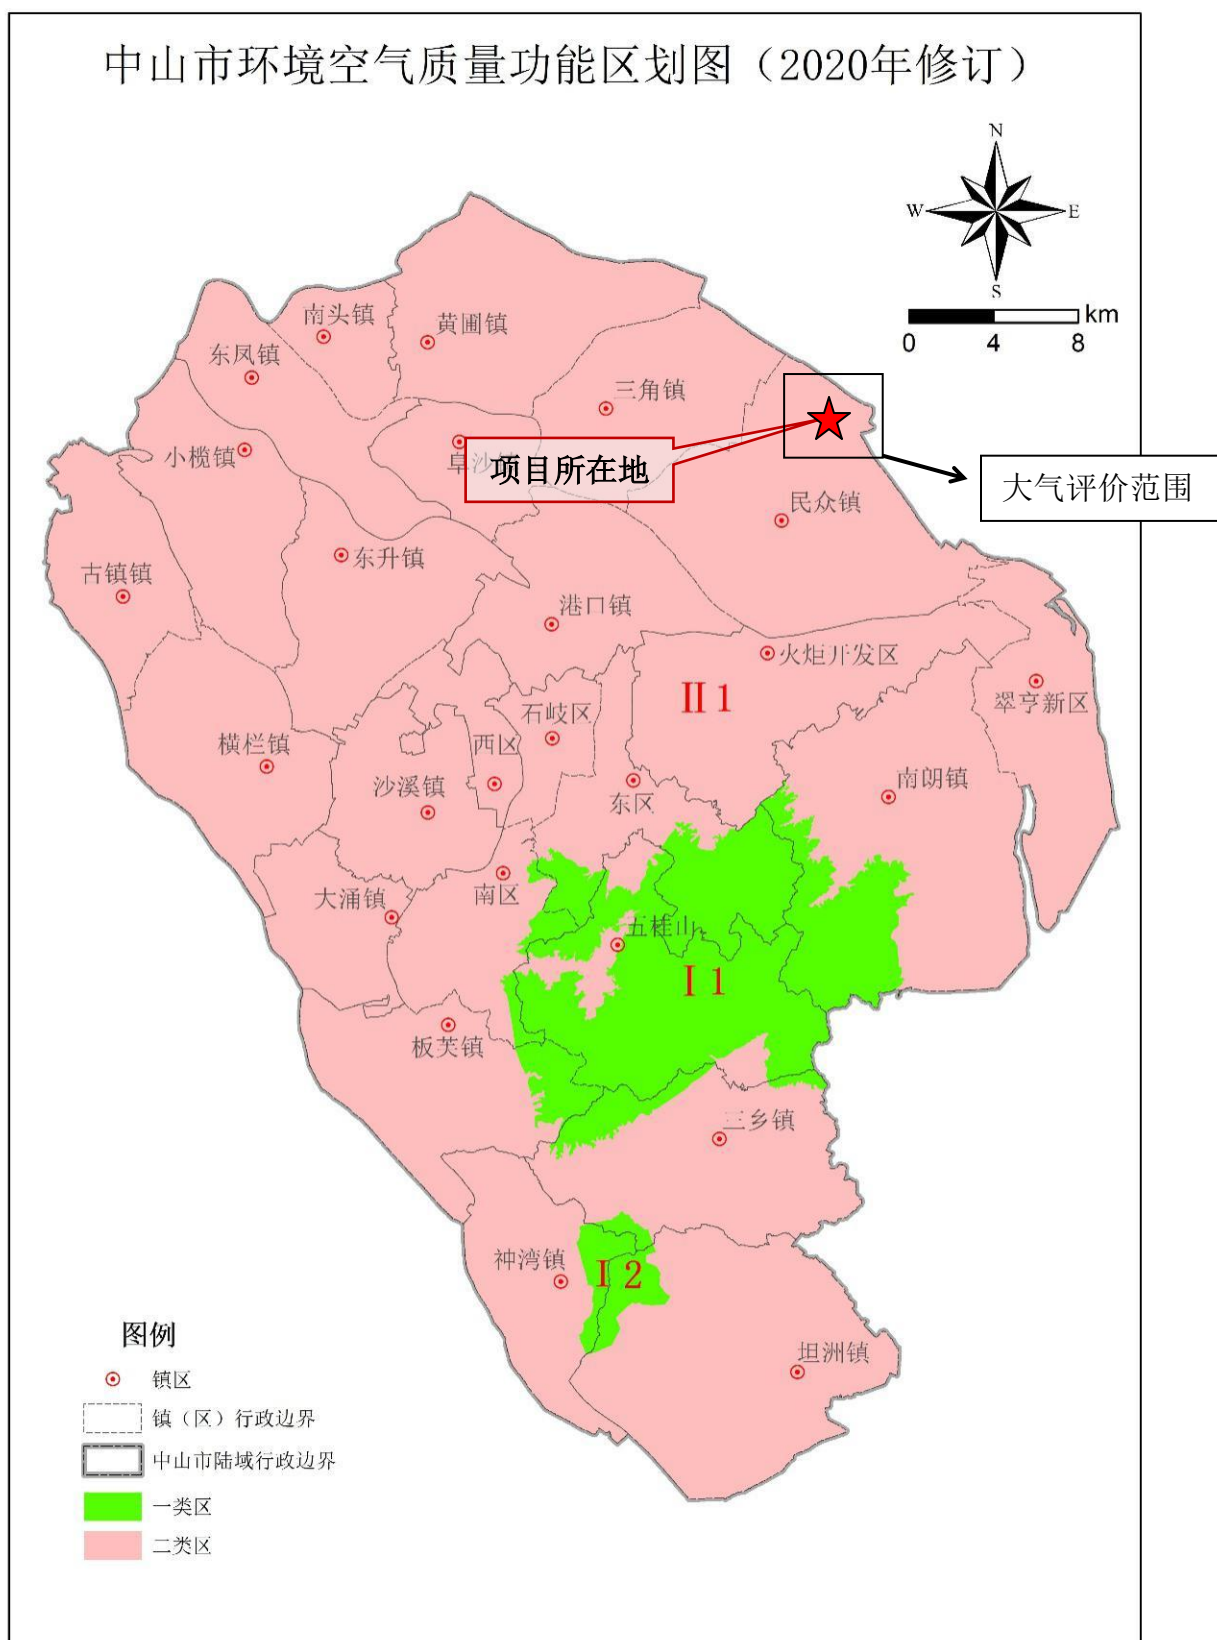 中山市环境空气质量功能区划图（2020年修订）
N
W
E
S
km
0 4 8
南头镇
黄圃镇
东凤镇
三角镇
小榄镇
阜沙镇
项目所在地
大气评价范围
民众镇
东升镇
古镇镇
港口镇
火炬开发区
翠亨新区
Ⅱ1
石岐区
西区
横栏镇
沙溪镇
东区
南朗镇
南区
大涌镇
五桂山
Ⅰ1
板芙镇
三乡镇
神湾镇
Ⅰ2
坦洲镇
图例
镇区
镇（区）行政边界
中山市陆域行政边界
一类区
二类区